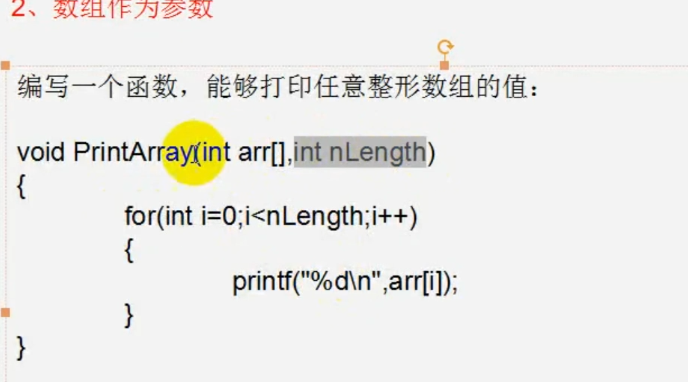 2、数组作为参数
编写一个函数，能够打印任意整形数组的值：
void PrintArray(int arr[],int nLength)
{
for(int i=0;i<nLength;i++)
{
printf("%d\n",arr[i]);
}
}